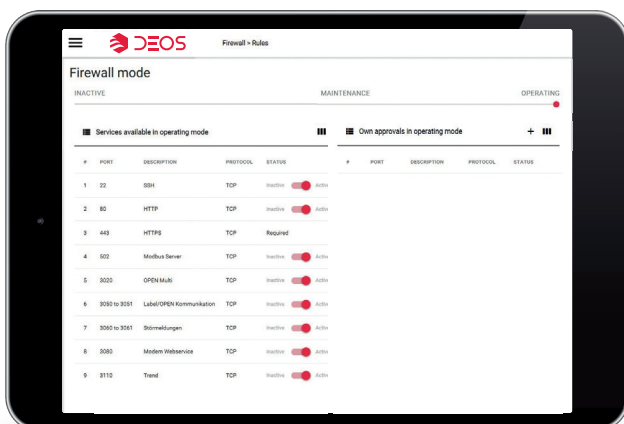 DEOS
Firewall > Rules
Firewall mode
INACTIVE MAINTENANCE OPERATING
Services available in operating mode
# PORT DESCRIPTION PROTOCOL STATUS
1 22 SSH TCP Inactive Active
2 80 HTTP TCP Inactive Active
3 443 HTTPS TCP Required
4 502 Modbus Server TCP Inactive Active
5 3020 OPEN Multi TCP Inactive Active
6 3050 to 3051 Label/OPEN Kommunikation TCP Inactive Active
7 3060 to 3061 Störmeldungen TCP Inactive Active
8 3080 Modem Webservice TCP Inactive Active
9 3110 Trend TCP Inactive Active
Own approvals in operating mode
# PORT DESCRIPTION PROTOCOL STATUS